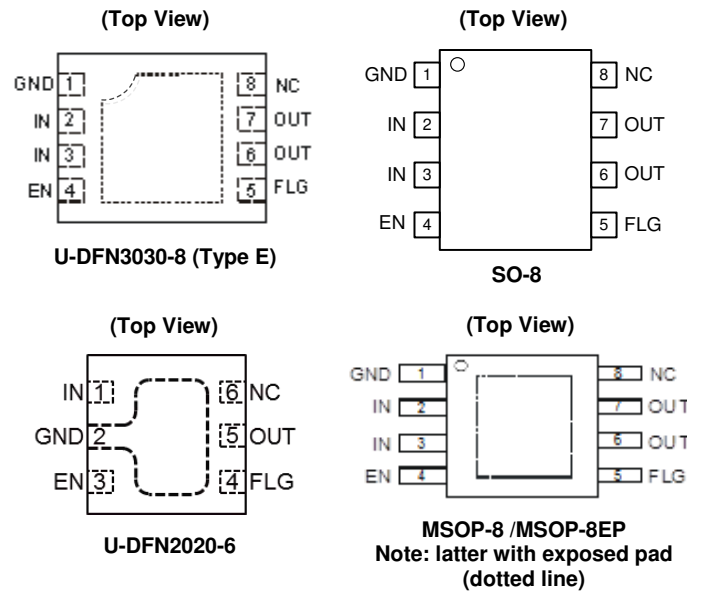 (Top View)
GND 1 8 NC
IN 2 7 OUT
IN 3 6 OUT
EN 4 5 FLG
U-DFN3030-8 (Type E)
(Top View)
GND 1 8 NC
IN 2 7 OUT
IN 3 6 OUT
EN 4 5 FLG
SO-8
(Top View)
IN 1 6 NC
GND 2 5 OUT
EN 3 4 FLG
U-DFN2020-6
(Top View)
GND 1 8 NC
IN 2 7 OUT
IN 3 6 OUT
EN 4 5 FLG
MSOP-8 /MSOP-8EP
Note: latter with exposed pad
(dotted line)